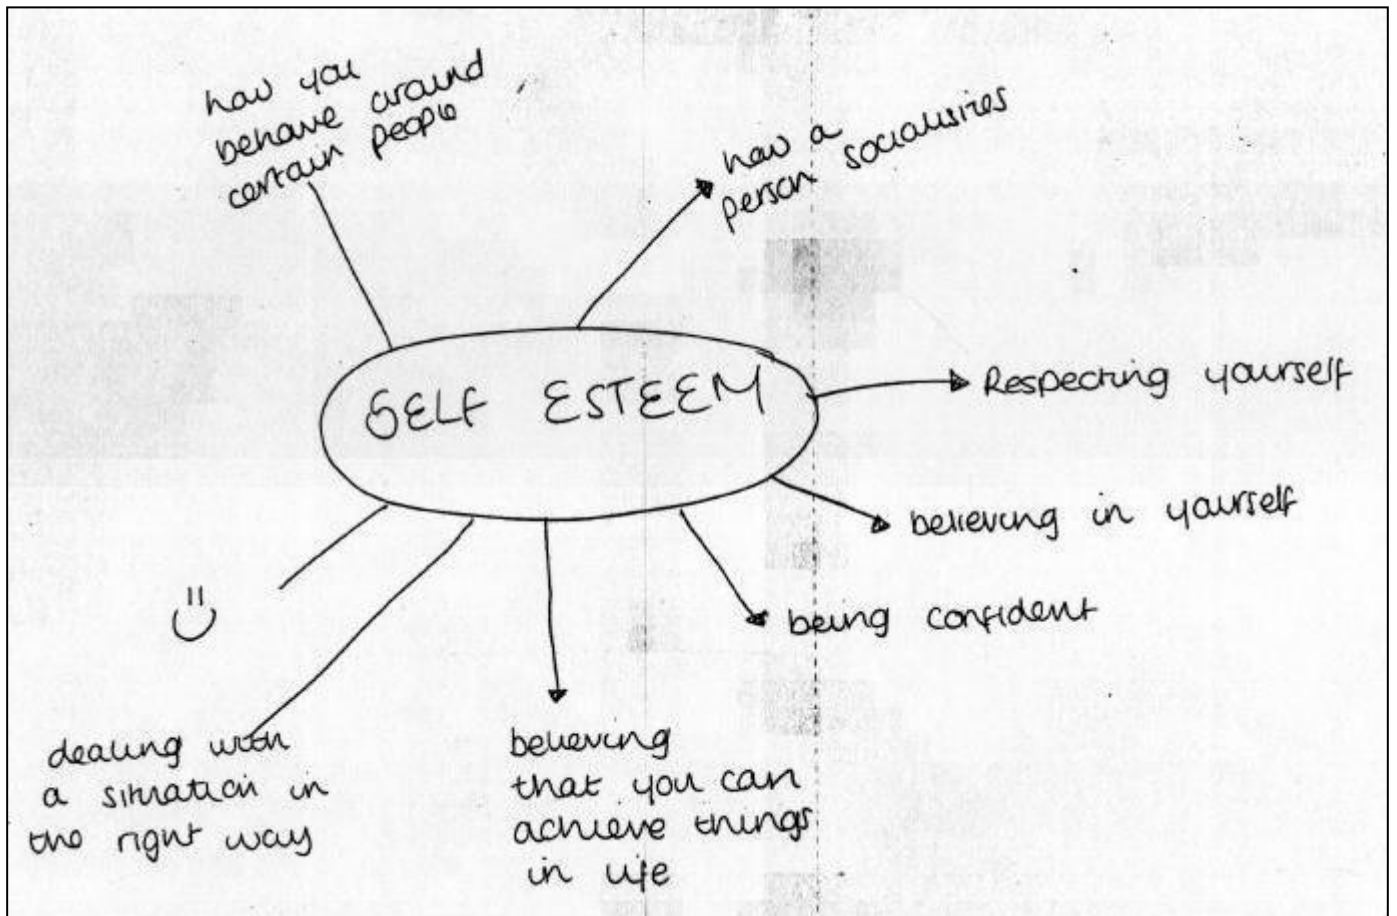 how you
behave around
certain people
how a
person socialisizes
SELF ESTEEM
Respecting yourself
believing in yourself
being confident
believing
that you can
achieve things
in life
dealing with
a situation in
the right way